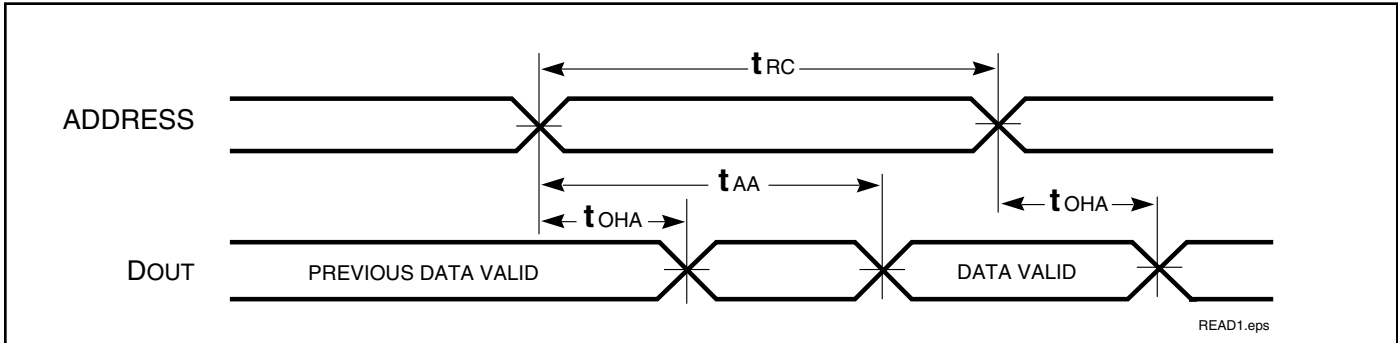 tRC
ADDRESS
tAA
tOHA
tOHA
DOUT
PREVIOUS DATA VALID
DATA VALID
READ1.eps